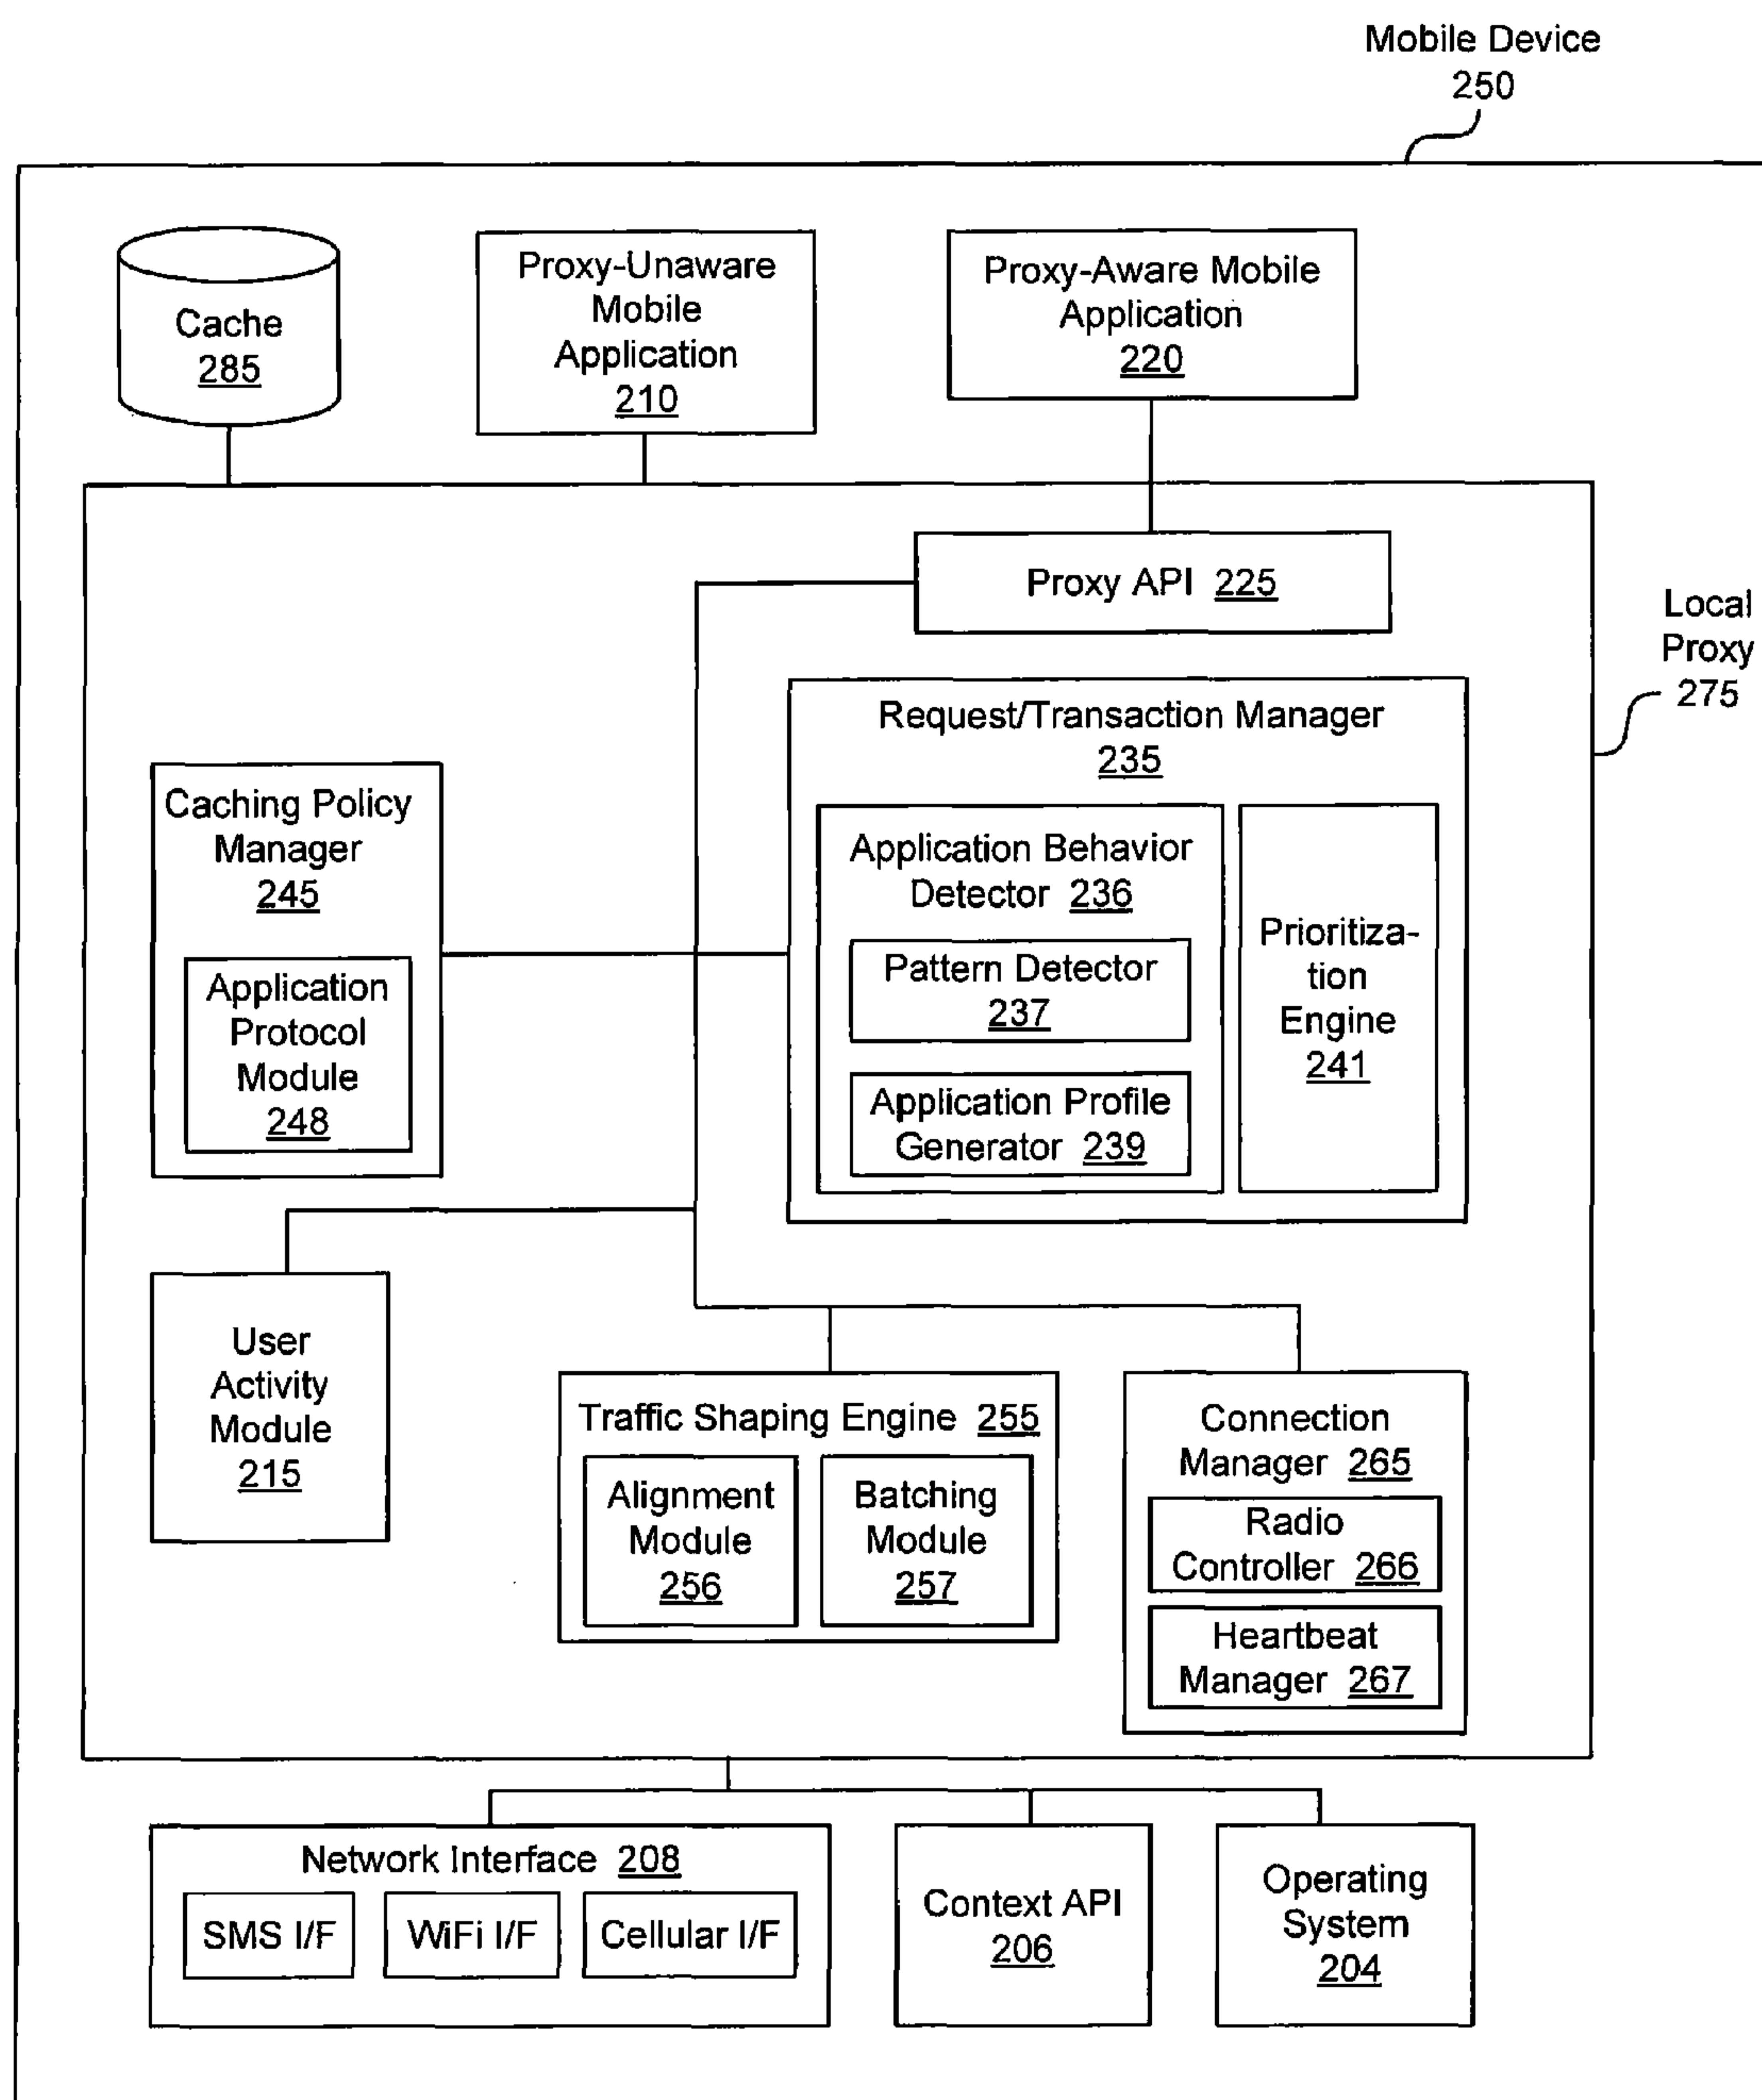 Mobile Device
250
Cache
285
Proxy-Unaware
Mobile
Application
210
Proxy-Aware Mobile
Application
220
Proxy API 225
Local
Proxy
275
Request/Transaction Manager
235
Caching Policy
Manager
245
Application
Protocol
Module
248
Application Behavior
Detector 236
Pattern Detector
237
Application Profile
Generator 239
Prioritiza-
tion
Engine
241
User
Activity
Module
215
Traffic Shaping Engine 255
Alignment
Module
256
Batching
Module
257
Connection
Manager 265
Radio
Controller 266
Heartbeat
Manager 267
Network Interface 208
SMS I/F
WiFi I/F
Cellular I/F
Context API
206
Operating
System
204